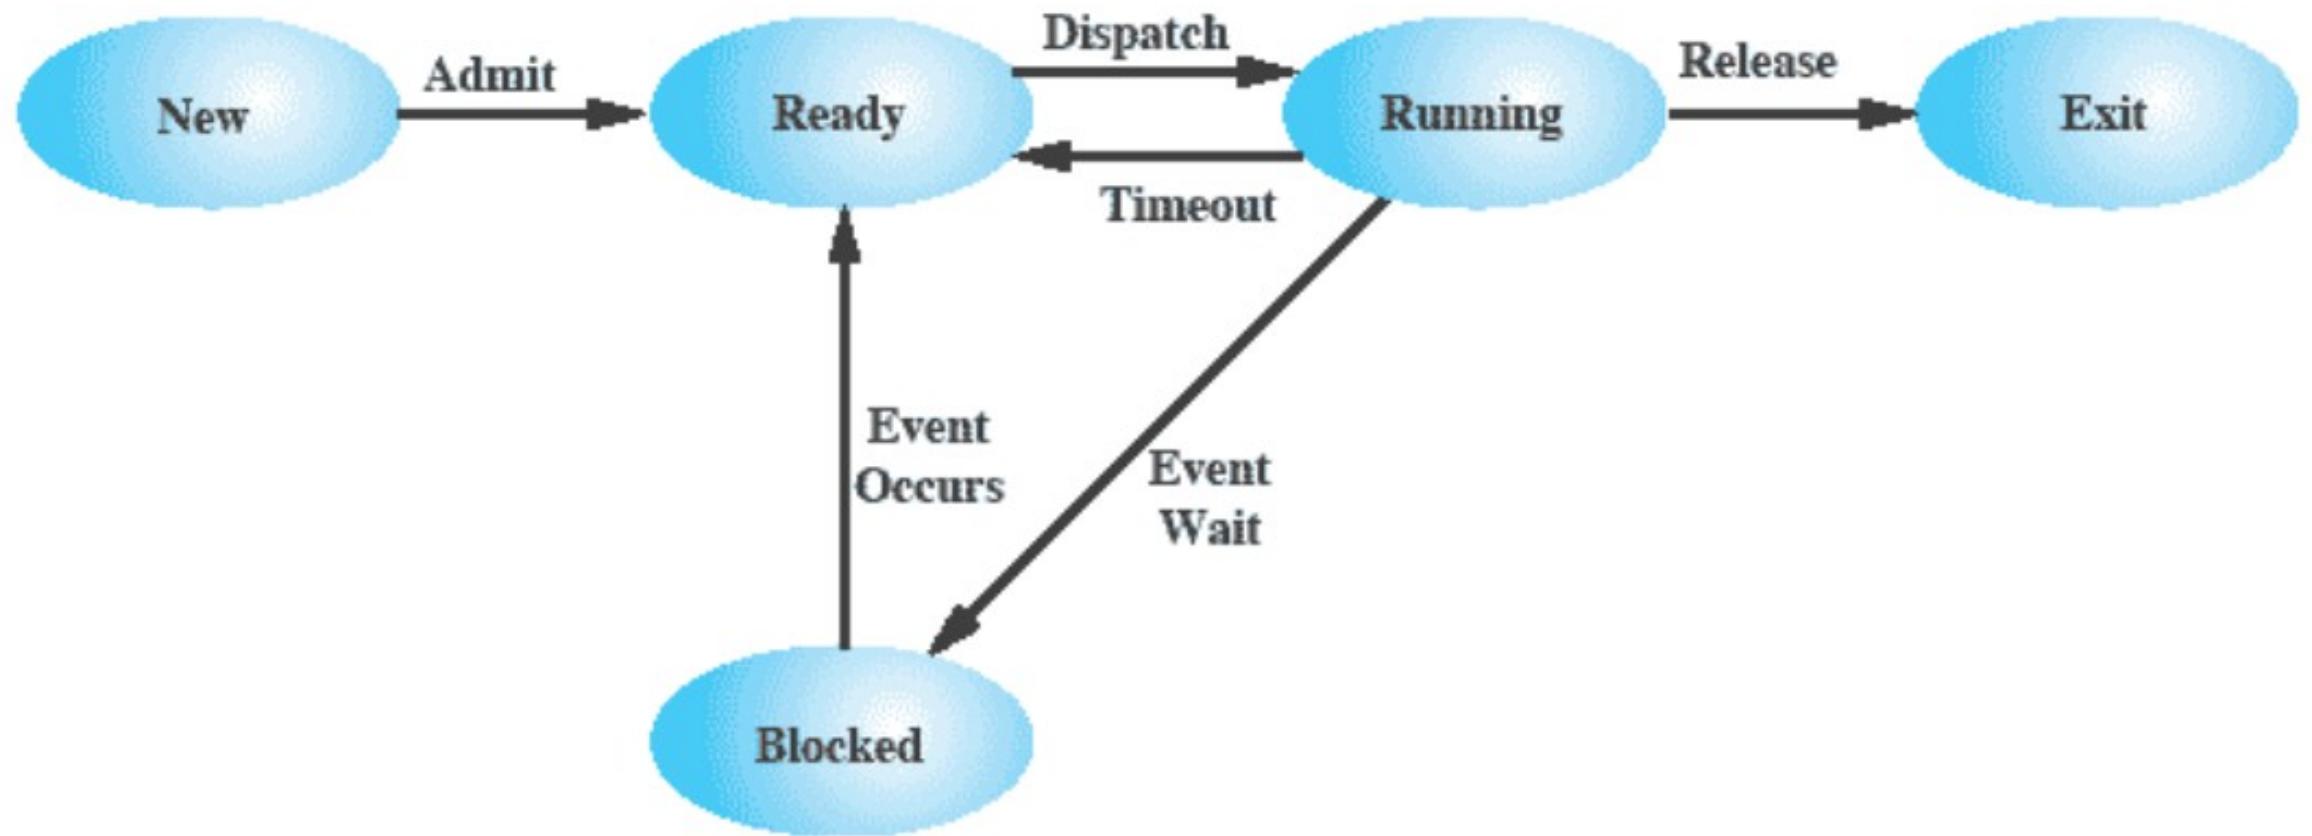 New
Admit
Ready
Dispatch
Timeout
Running
Release
Exit
Event
Occurs
Event
Wait
Blocked